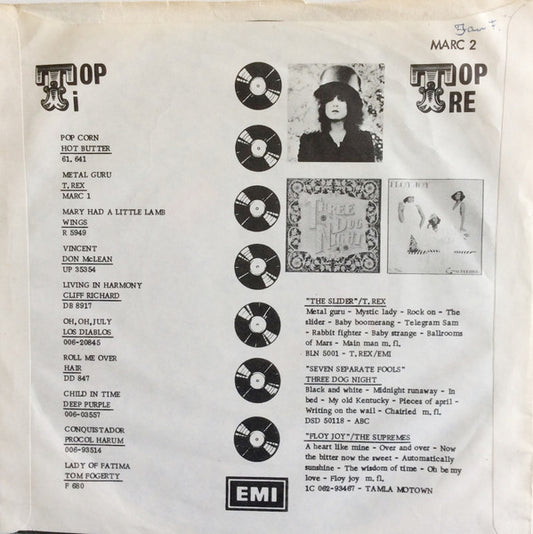 MARC 2
TOP
i
TOP
RE
POP CORN
HOT BUTTER
61. 641
METAL GURU
T. REX
MARC 1
MARY HAD A LITTLE LAMB
WINGS
R 5949
VINCENT
DON McLEAN
UP 35354
LIVING IN HARMONY
CLIFF RICHARD
DB 8917
OH, OH, JULY
LOS DIABLOS
006-20845
ROLL ME OVER
HAIR
DD 847
CHILD IN TIME
DEEP PURPLE
006-03557
CONQUISTADOR
PROCOL HARUM
006-93514
LADY OF FATIMA
TOM FOGERTY
F 680
THREE
DOG
NIGHT
FLOY JOY
"THE SLIDER"/T. REX
Metal guru - Mystic lady - Rock on - The
slider - Baby boomerang - Telegram Sam
- Rabbit fighter - Baby strange - Ballrooms
of Mars - Main man m. fl.
BLN 5001 - T. REX/EMI
"SEVEN SEPARATE FOOLS"
THREE DOG NIGHT
Black and white - Midnight runaway - In
bed - My old Kentucky - Pieces of april -
Writing on the wail - Chairied m. fl.
DSD 50118 - ABC
"FLOY JOY"/THE SUPREMES
A heart like mine - Over and over - Now
the bitter now the sweet - Automatically
sunshine - The wisdom of time - Oh be my
love - Floy joy m. fl.
1C 062-93467 - TAMLA MOTOWN
EMI